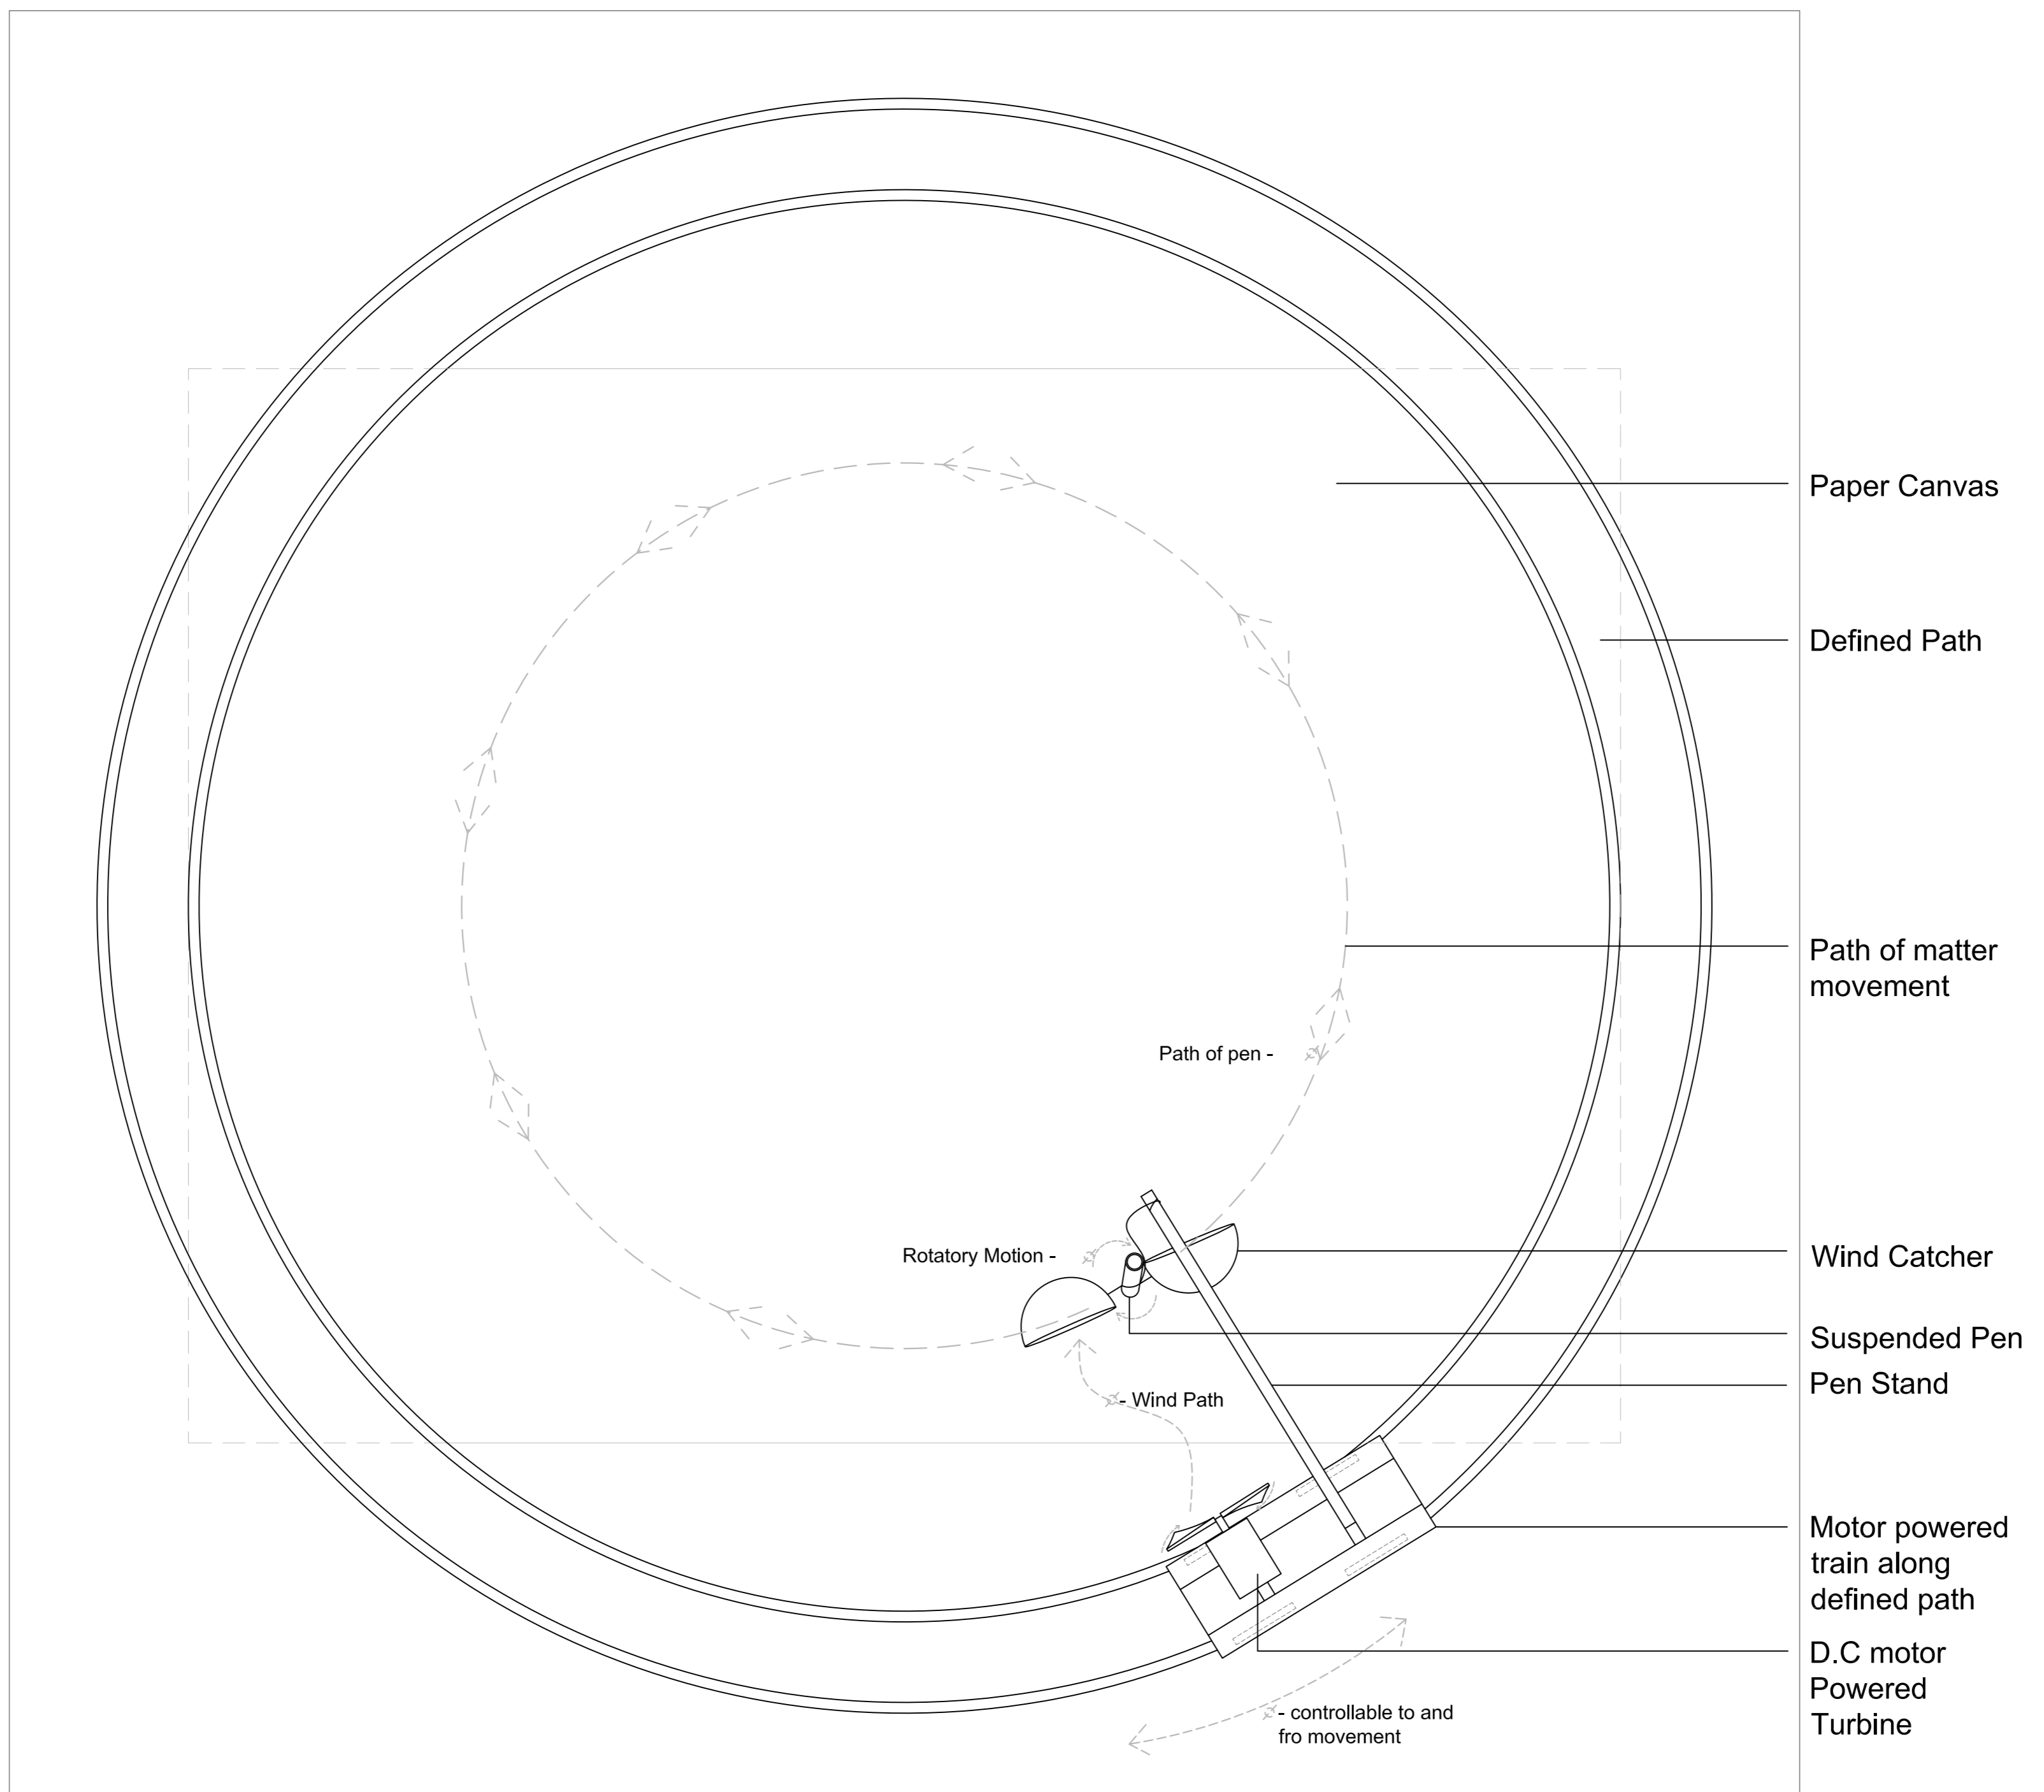 Paper Canvas
Defined Path
Path of matter
movement
Path of pen -
Rotatory Motion -
Wind Catcher
Suspended Pen
Pen Stand
- Wind Path
Motor powered
train along
defined path
D.C motor
Powered
Turbine
- controllable to and
fro movement